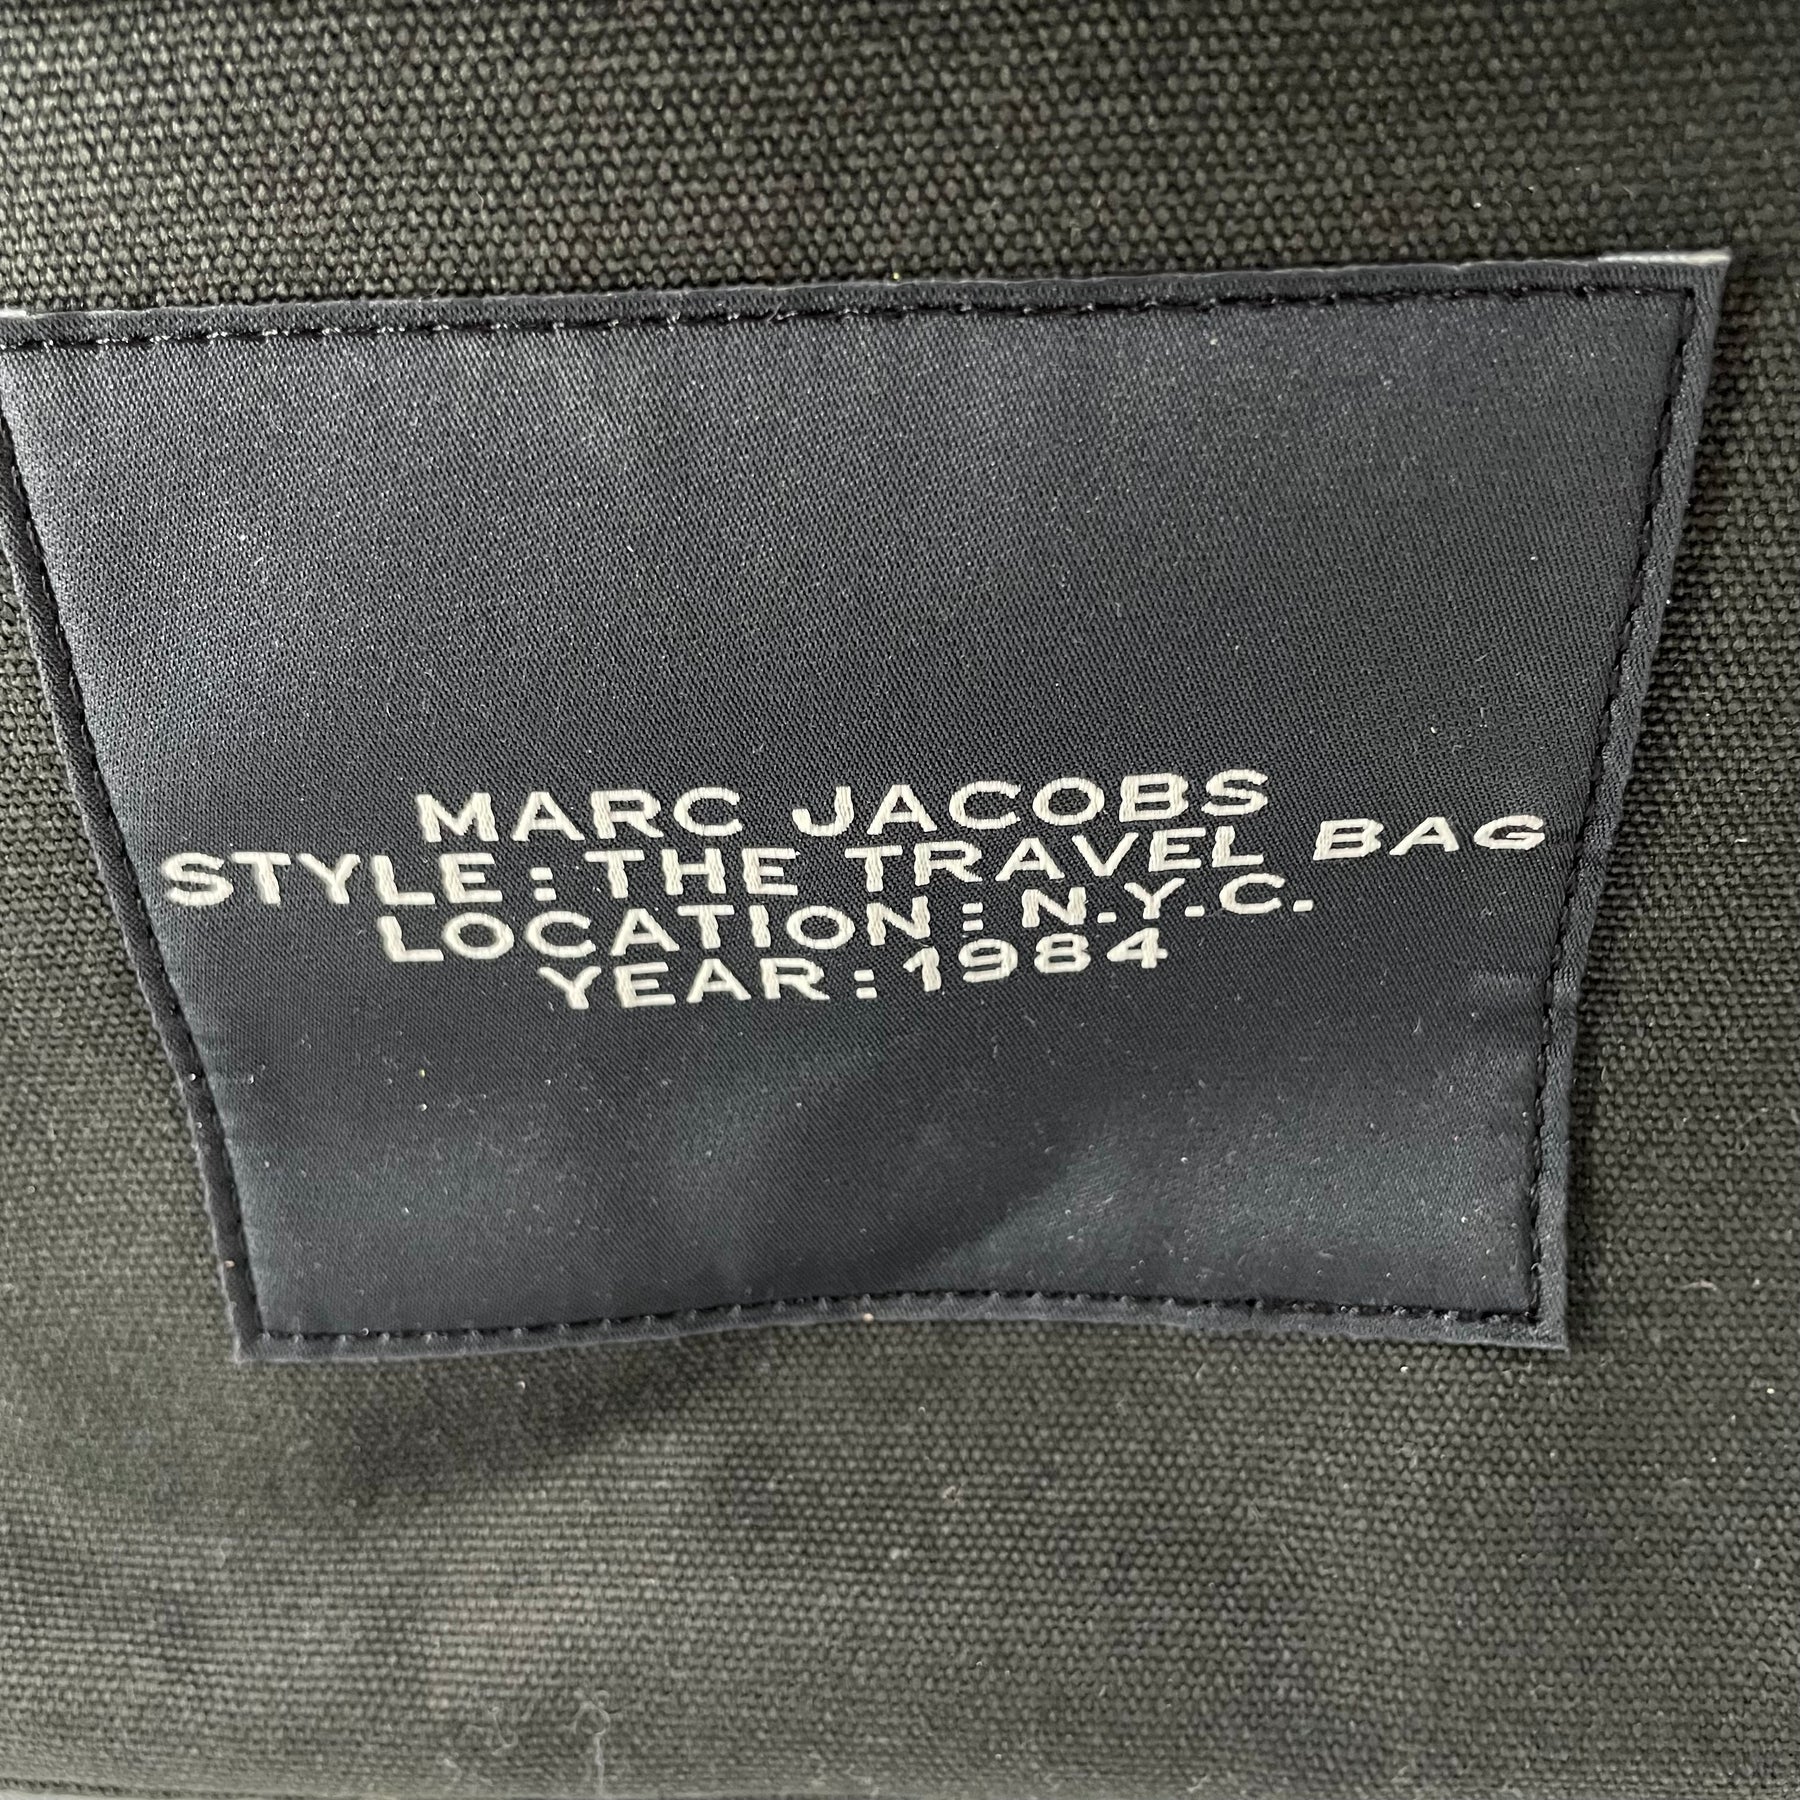 MARC JACOBS
STYLE: THE TRAVEL BAG
LOCATION: N.Y.C.
YEAR: 1984